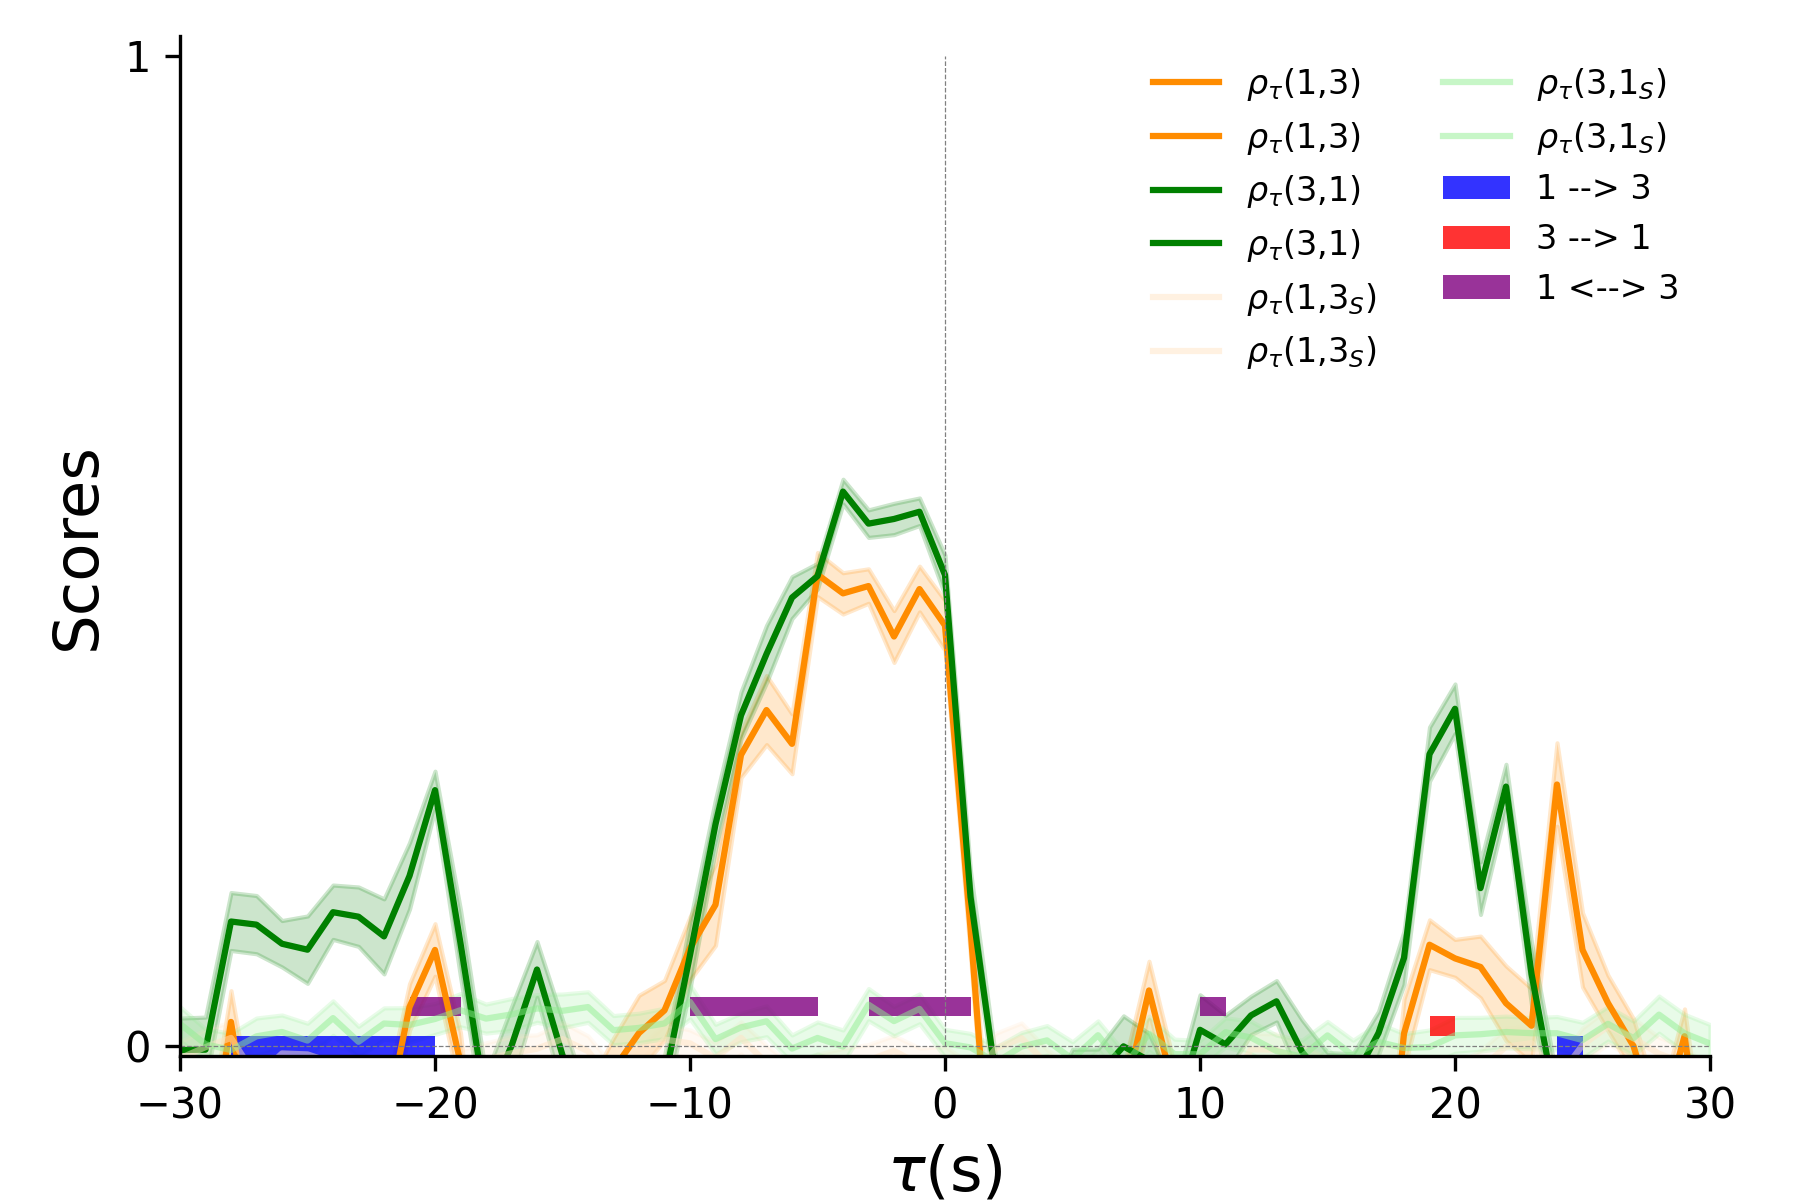 1
ρτ(1,3)
ρτ(1,3)
ρτ(3,1)
ρτ(3,1)
ρτ(1,3S)
ρτ(1,3S)
ρτ(3,1S)
ρτ(3,1S)
1 --> 3
3 --> 1
1 <--> 3
Scores
0
−30 −20 −10 0 10 20 30
τ(s)